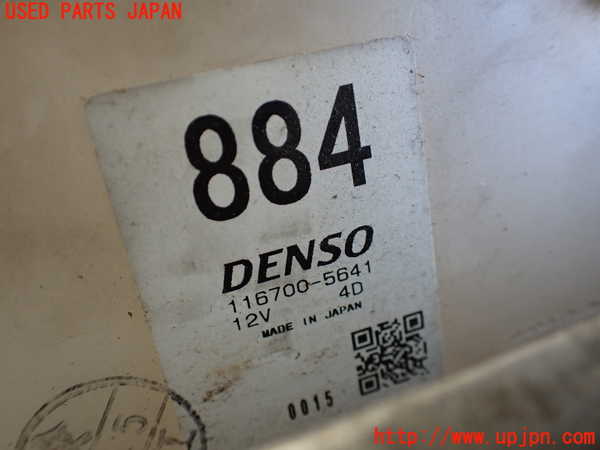 USED PARTS JAPAN
884
DENSO
116700-5641
12V 4D
MADE IN JAPAN
0015
http://www.upjpn.com